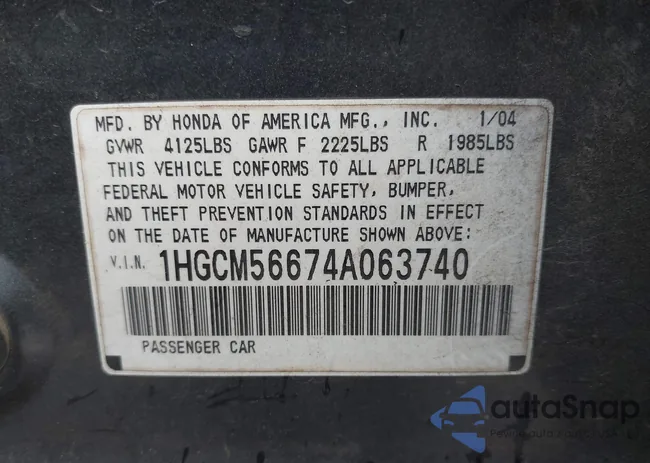 MFD. BY HONDA OF AMERICA MFG., INC. 1/04
GVWR 4125LBS GAWR F 2225LBS R 1985LBS
THIS VEHICLE CONFORMS TO ALL APPLICABLE
FEDERAL MOTOR VEHICLE SAFETY, BUMPER,
AND THEFT PREVENTION STANDARDS IN EFFECT
ON THE DATE OF MANUFACTURE SHOWN ABOVE:
V.I.N. 1HGCM56674A063740
PASSENGER CAR
autaSnap